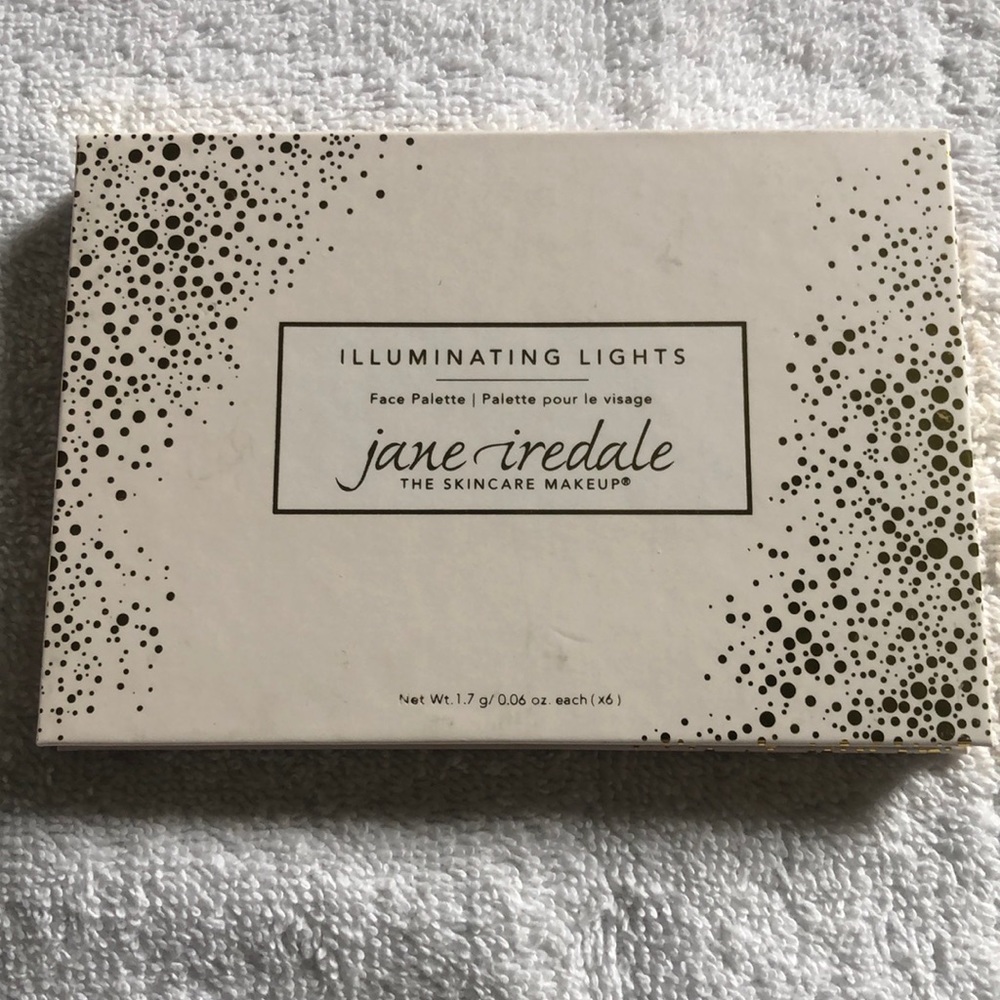 ILLUMINATING LIGHTS
Face Palette | Palette pour le visage
jane iredale
THE SKINCARE MAKEUP®
Net Wt. 1.7 g/ 0.06 oz. each (x6)